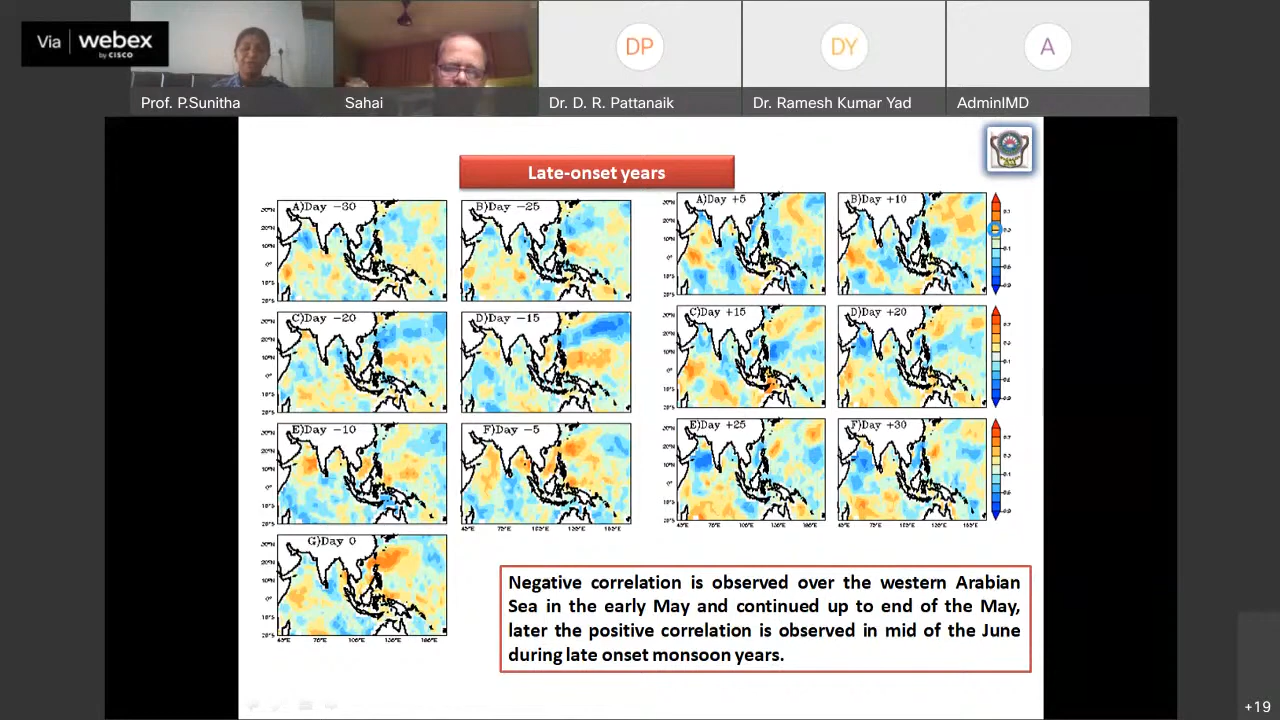 Via webex
by CISCO
Prof. P.Sunitha
Sahai
DP
Dr. D. R. Pattanaik
DY
Dr. Ramesh Kumar Yad
A
AdminIMD
Late-onset years
A)Day -30
B)Day -25
A)Day +5
B)Day +10
C)Day -20
D)Day -15
C)Day +15
D)Day +20
E)Day -10
F)Day -5
E)Day +25
F)Day +30
G)Day 0
Negative correlation is observed over the western Arabian
Sea in the early May and continued up to end of the May,
later the positive correlation is observed in mid of the June
during late onset monsoon years.
+19